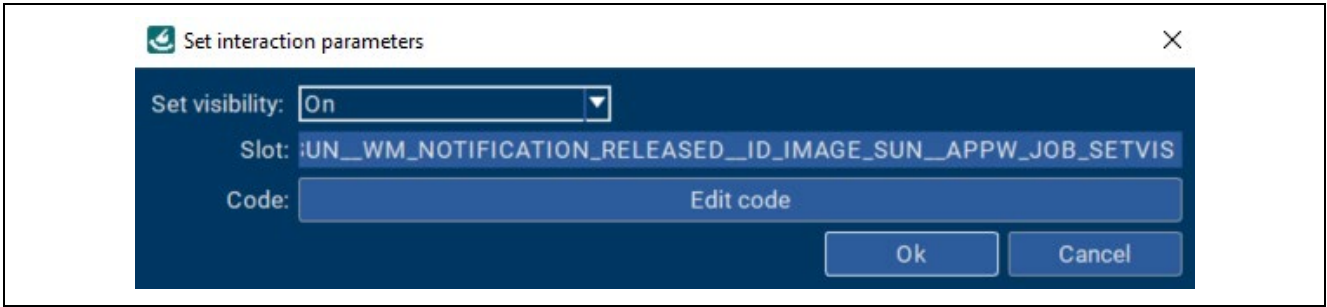 Set interaction parameters
Set visibility: On
Slot: SUN__WM_NOTIFICATION_RELEASED__ID_IMAGE_SUN__APPW_JOB_SETVIS
Code: Edit code
Ok Cancel